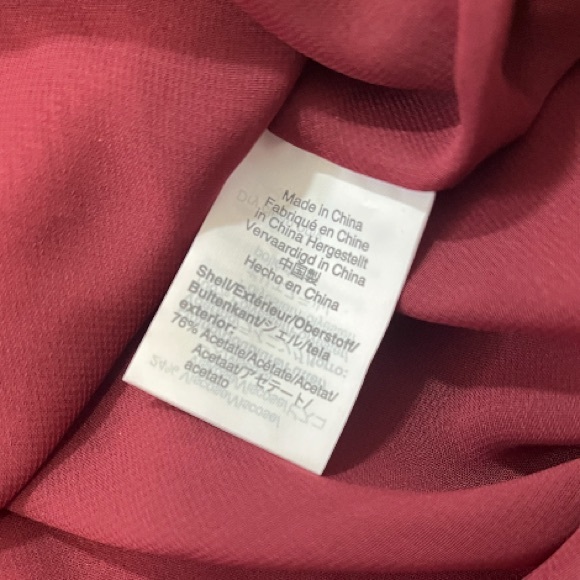 Made in China
Fabriqué en Chine
in China Hergestellt
Vervaardigd in China
中国製
Hecho en China
Shell/Extérieur/Oberstoff/
Buitenkant/シェル/tela
exterior:
76% Acetate/Acétate/Acetat/
Acetaat/アセテート/
acetato